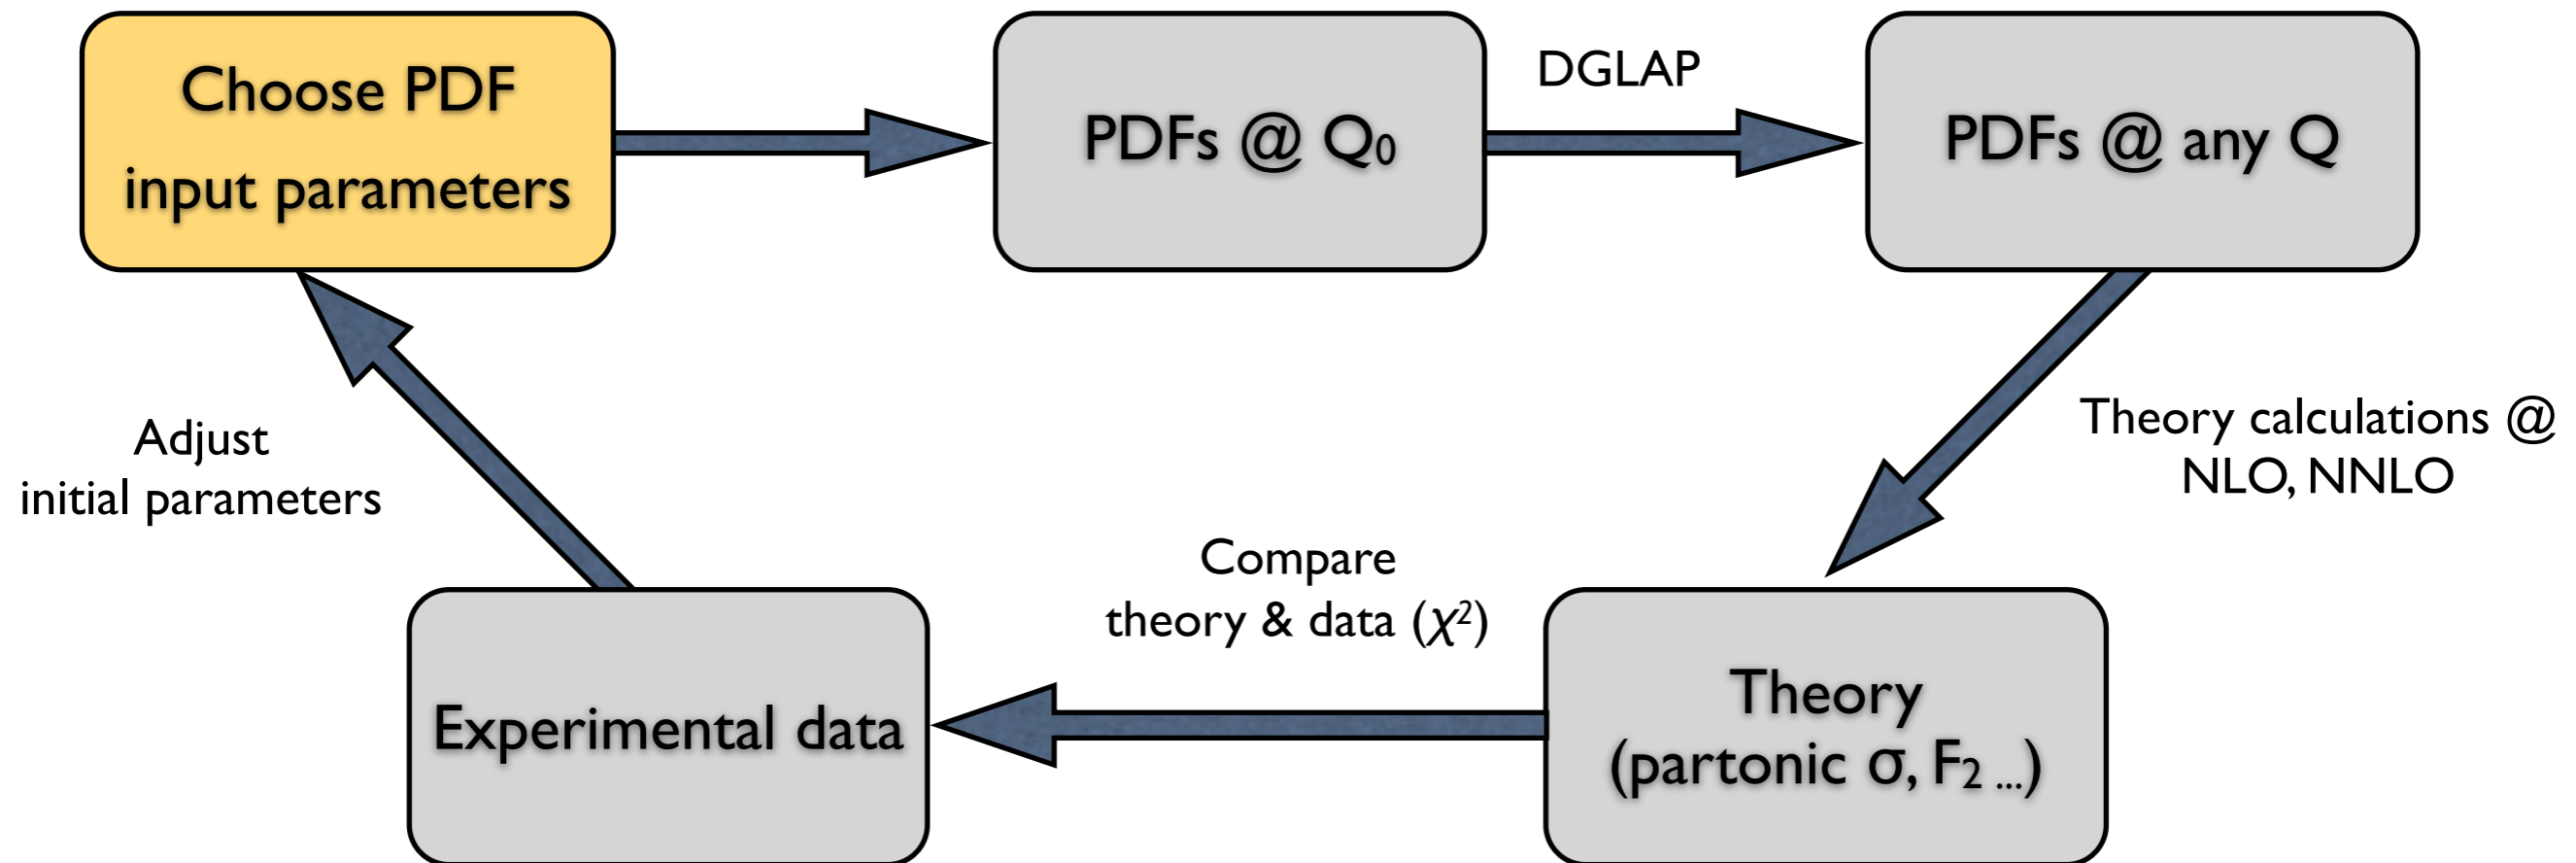 Choose PDF
input parameters
PDFs @ Q₀
DGLAP
PDFs @ any Q
Theory calculations @
NLO, NNLO
Theory
(partonic σ, F₂ ...)
Compare
theory & data (χ²)
Experimental data
Adjust
initial parameters